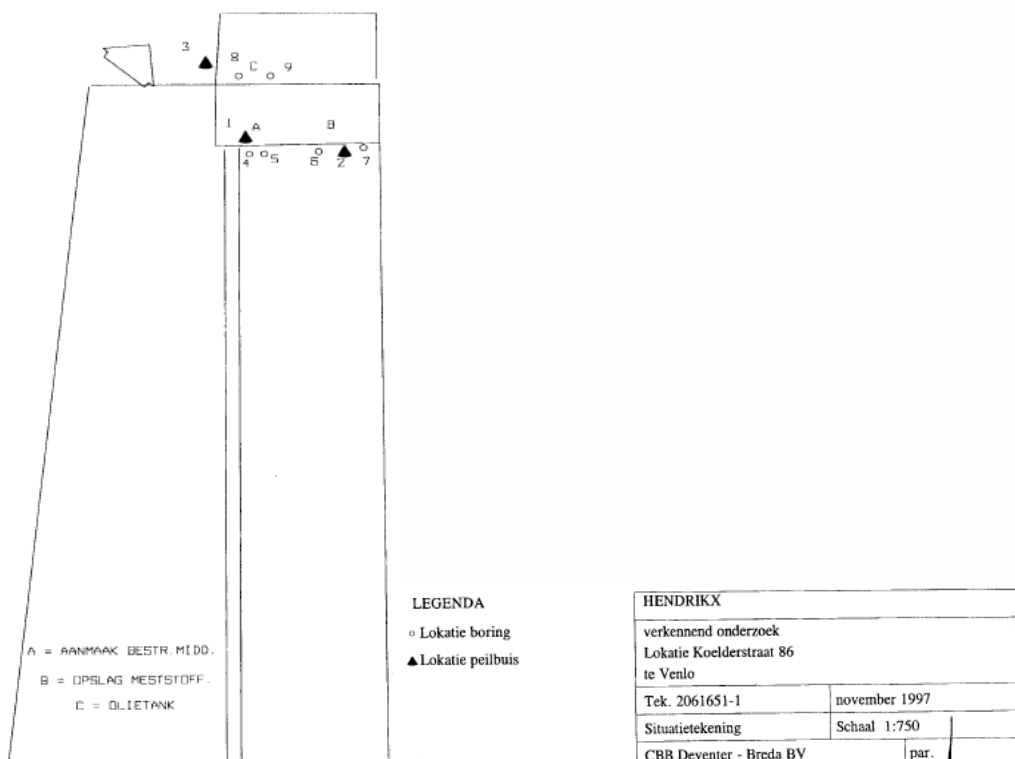 3
8
C
9
1
A
B
4
5
6
2
7
A = AANMAAK BESTR.MIDD.
B = OPSLAG MESTSTOFF.
C = OLIETANK
LEGENDA
Lokatie boring
Lokatie peilbuis
HENDRIKX
verkennend onderzoek
Lokatie Koelderstraat 86
te Venlo
Tek. 2061651-1
november 1997
Situatietekening
Schaal 1:750
CBB Deventer - Breda BV
par.